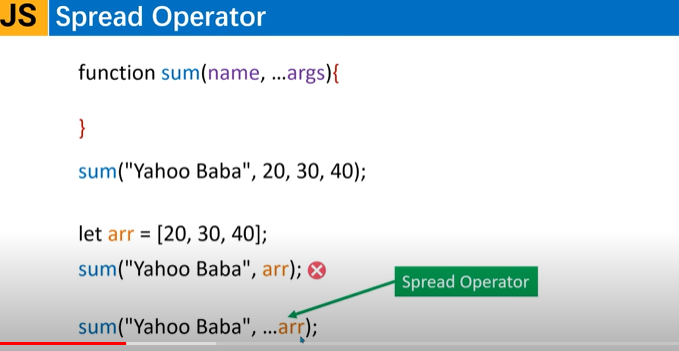 JS Spread Operator
function sum(name, ...args){
}
sum("Yahoo Baba", 20, 30, 40);
let arr = [20, 30, 40];
sum("Yahoo Baba", arr);
Spread Operator
sum("Yahoo Baba", ...arr);